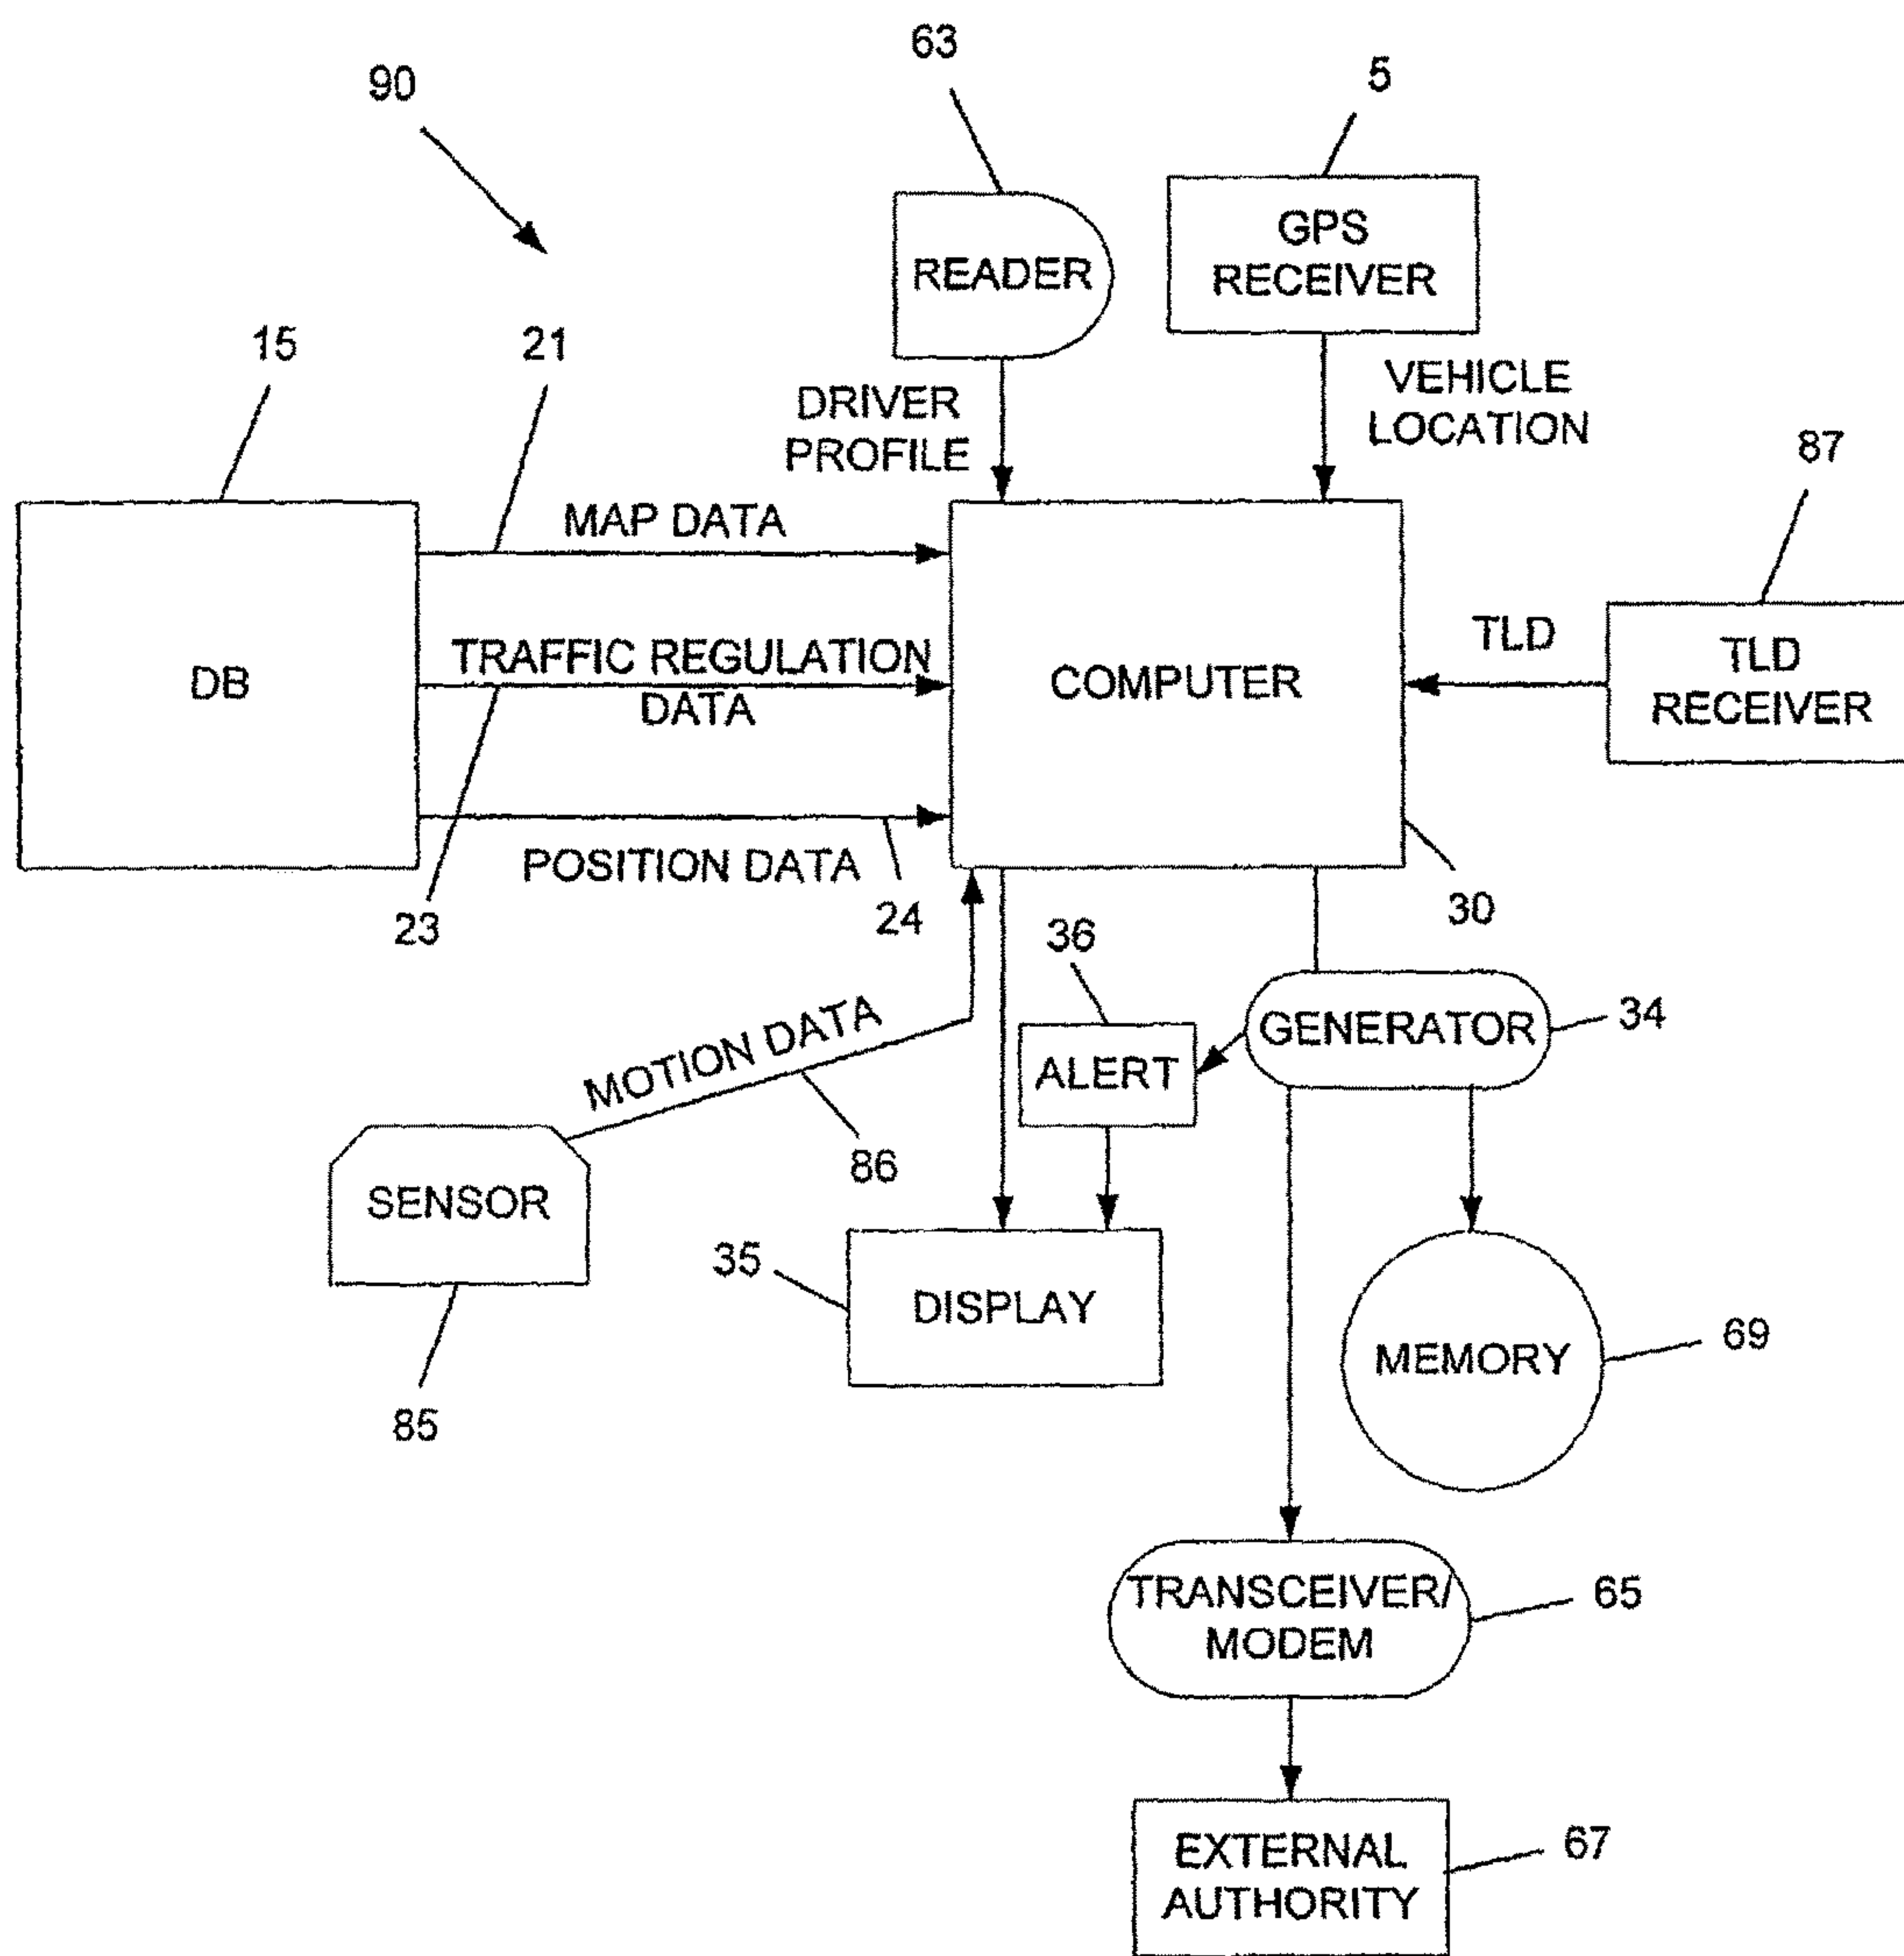 63
5
90
READER
GPS
RECEIVER
15
21
DRIVER
PROFILE
VEHICLE
LOCATION
87
MAP DATA
DB
TRAFFIC REGULATION
DATA
COMPUTER
TLD
TLD
RECEIVER
POSITION DATA
23
24
30
36
MOTION DATA
GENERATOR
34
ALERT
86
SENSOR
35
DISPLAY
MEMORY
69
85
TRANSCEIVER/
MODEM
65
EXTERNAL
AUTHORITY
67